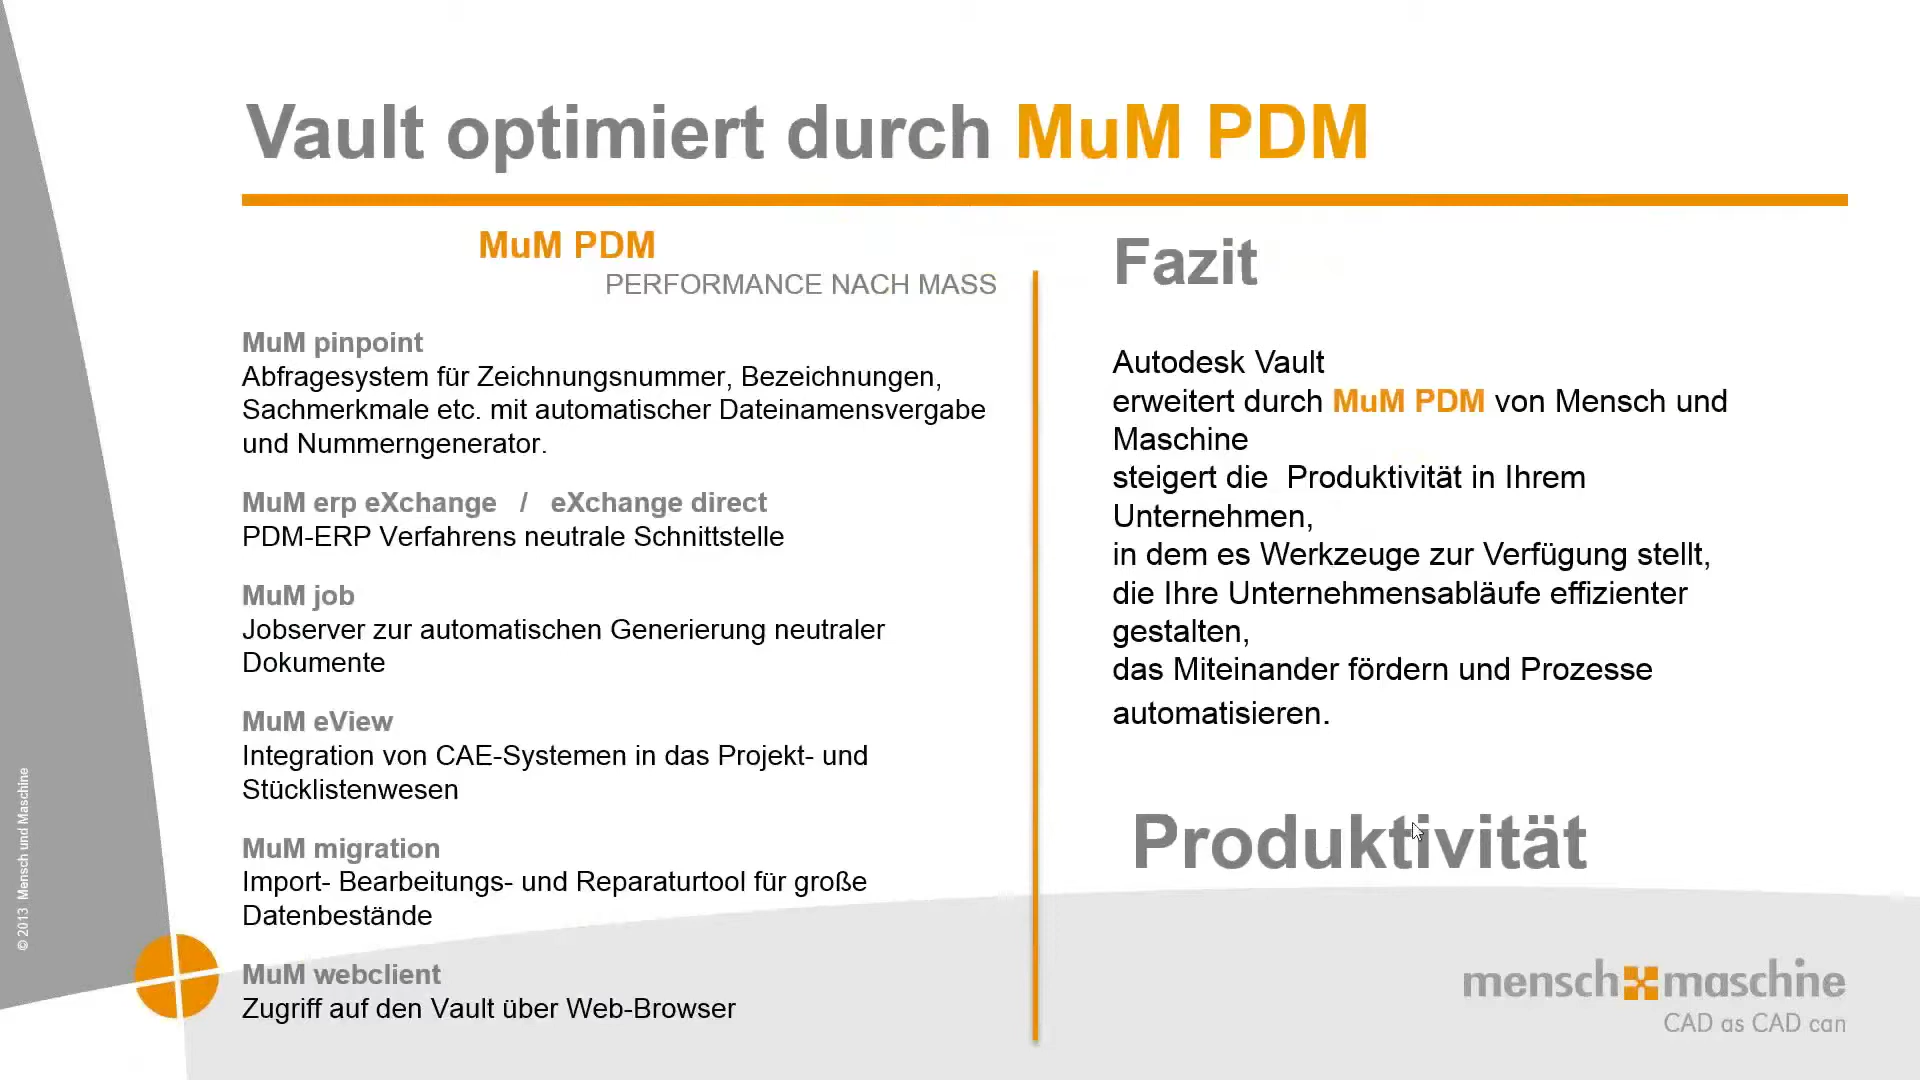 Vault optimiert durch MuM PDM
MuM PDM
PERFORMANCE NACH MASS
MuM pinpoint
Abfragesystem für Zeichnungsnummer, Bezeichnungen,
Sachmerkmale etc. mit automatischer Dateinamensvergabe
und Nummerngenerator.
MuM erp eXchange / eXchange direct
PDM-ERP Verfahrens neutrale Schnittstelle
MuM job
Jobserver zur automatischen Generierung neutraler
Dokumente
MuM eView
Integration von CAE-Systemen in das Projekt- und
Stücklistenwesen
MuM migration
Import- Bearbeitungs- und Reparaturtool für große
Datenbestände
MuM webclient
Zugriff auf den Vault über Web-Browser
Fazit
Autodesk Vault
erweitert durch MuM PDM von Mensch und
Maschine
steigert die  Produktivität in Ihrem
Unternehmen,
in dem es Werkzeuge zur Verfügung stellt,
die Ihre Unternehmensabläufe effizienter
gestalten,
das Miteinander fördern und Prozesse
automatisieren.
Produktivität
mensch maschine
CAD as CAD can
© 2013 Mensch und Maschine